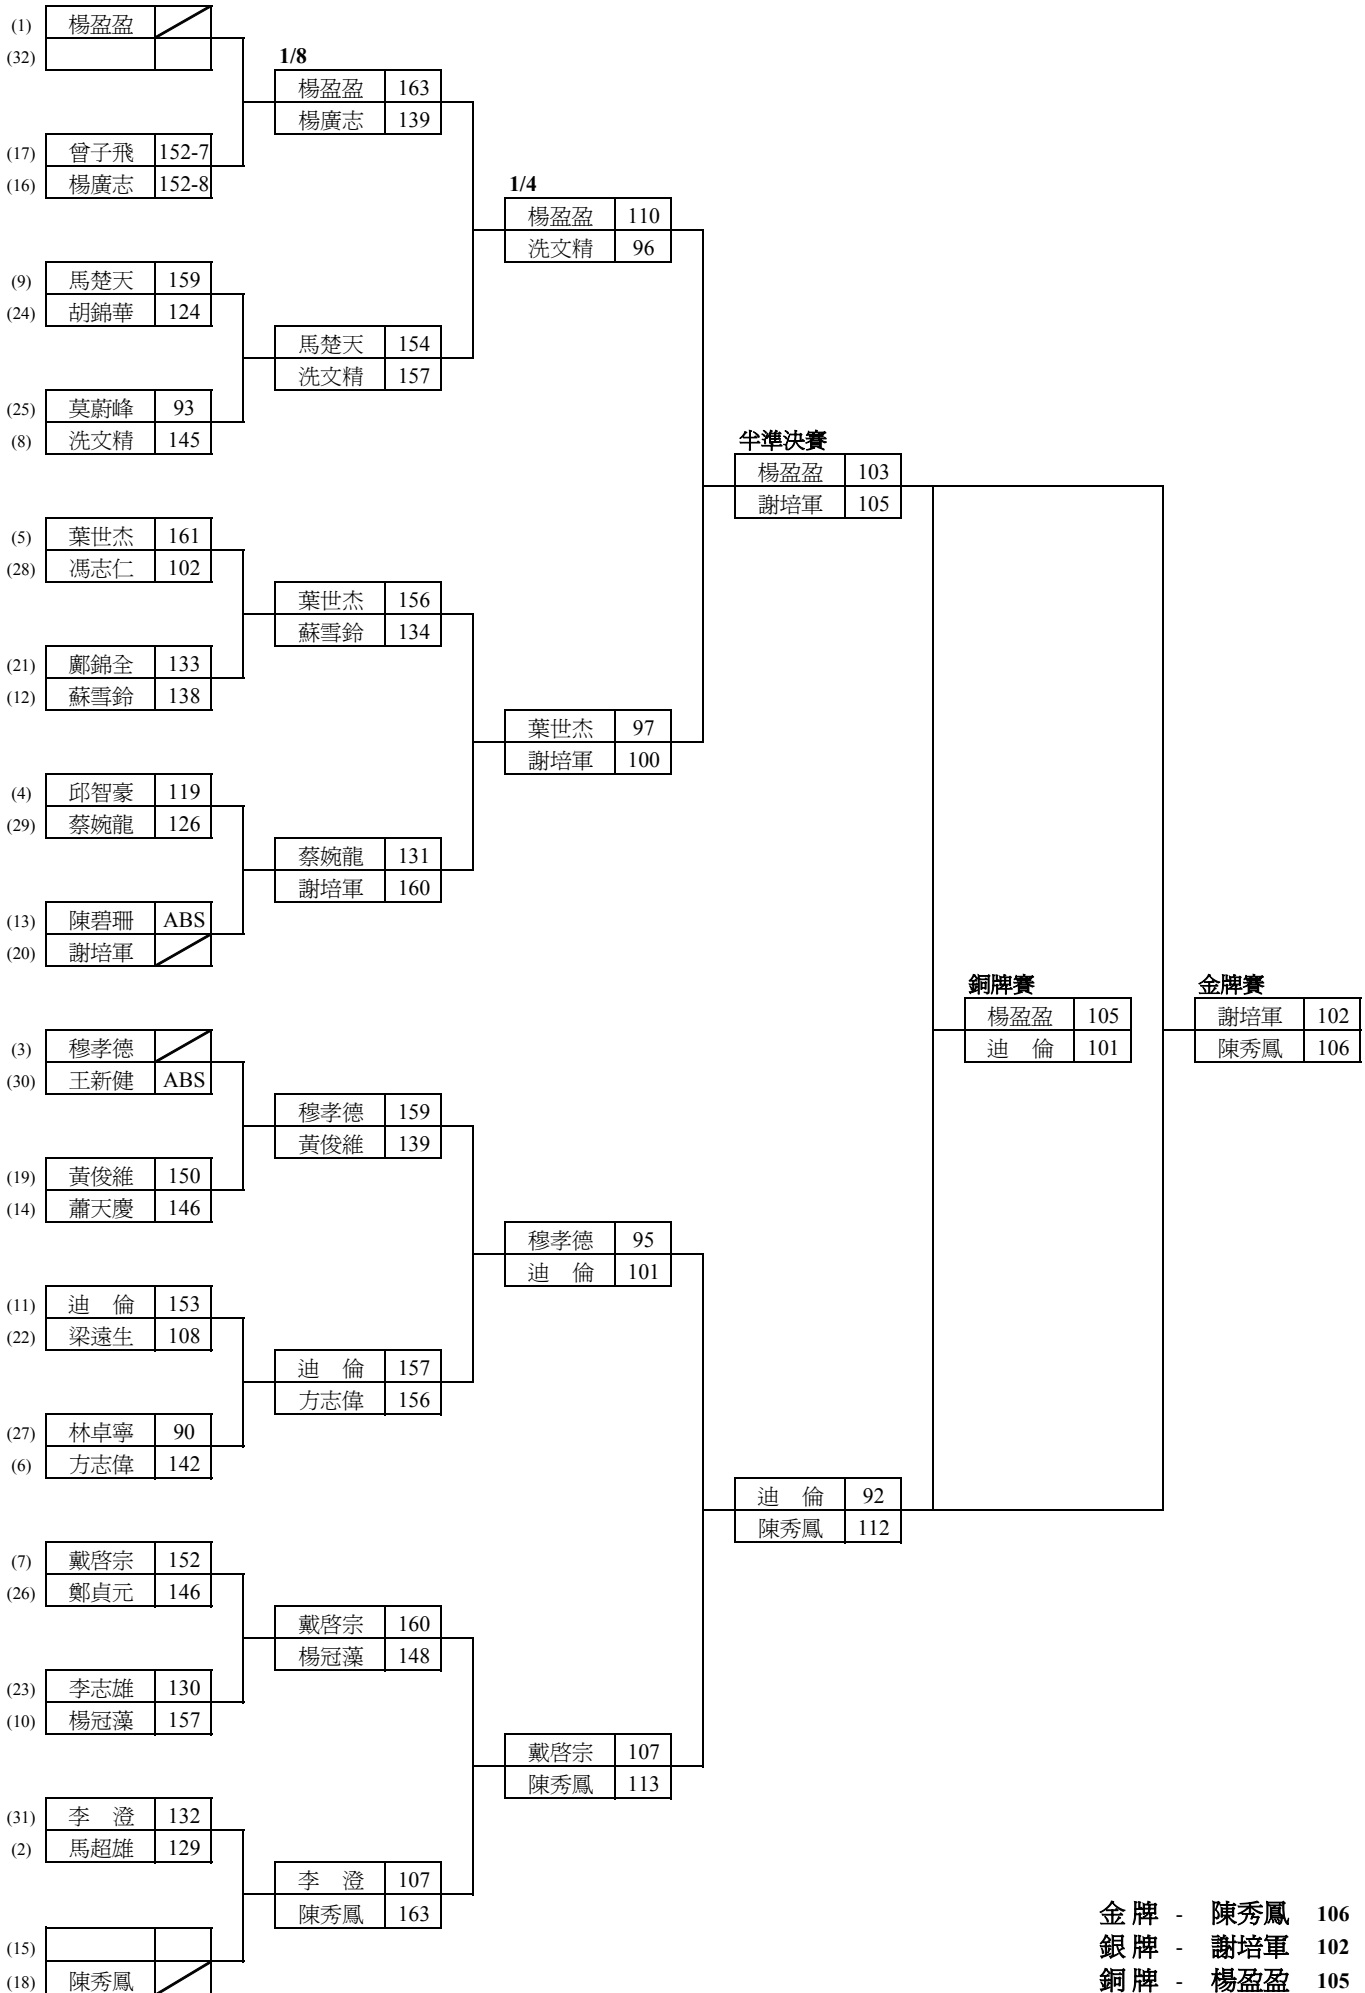 (1) 楊盈盈
(32)
1/8
楊盈盈 163
楊廣志 139
(17) 曾子飛 152-7
(16) 楊廣志 152-8
1/4
楊盈盈 110
冼文精 96
(9) 馬楚天 159
(24) 胡錦華 124
馬楚天 154
冼文精 157
(25) 莫蔚峰 93
(8) 冼文精 145
半準決賽
楊盈盈 103
謝培軍 105
(5) 葉世杰 161
(28) 馮志仁 102
葉世杰 156
蘇雪鈴 134
(21) 鄺錦全 133
(12) 蘇雪鈴 138
葉世杰 97
謝培軍 100
(4) 邱智豪 119
(29) 蔡婉龍 126
蔡婉龍 131
謝培軍 160
(13) 陳碧珊 ABS
(20) 謝培軍
銅牌賽
楊盈盈 105
迪 倫 101
金牌賽
謝培軍 102
陳秀鳳 106
(3) 穆孝德
(30) 王新健 ABS
穆孝德 159
黃俊維 139
(19) 黃俊維 150
(14) 蕭天慶 146
穆孝德 95
迪 倫 101
(11) 迪 倫 153
(22) 梁遠生 108
迪 倫 157
方志偉 156
(27) 林卓寧 90
(6) 方志偉 142
迪 倫 92
陳秀鳳 112
(7) 戴啓宗 152
(26) 鄭貞元 146
戴啓宗 160
楊冠藻 148
(23) 李志雄 130
(10) 楊冠藻 157
戴啓宗 107
陳秀鳳 113
(31) 李 澄 132
(2) 馬超雄 129
李 澄 107
陳秀鳳 163
(15)
(18) 陳秀鳳
金 牌 - 陳秀鳳 106
銀 牌 - 謝培軍 102
銅 牌 - 楊盈盈 105